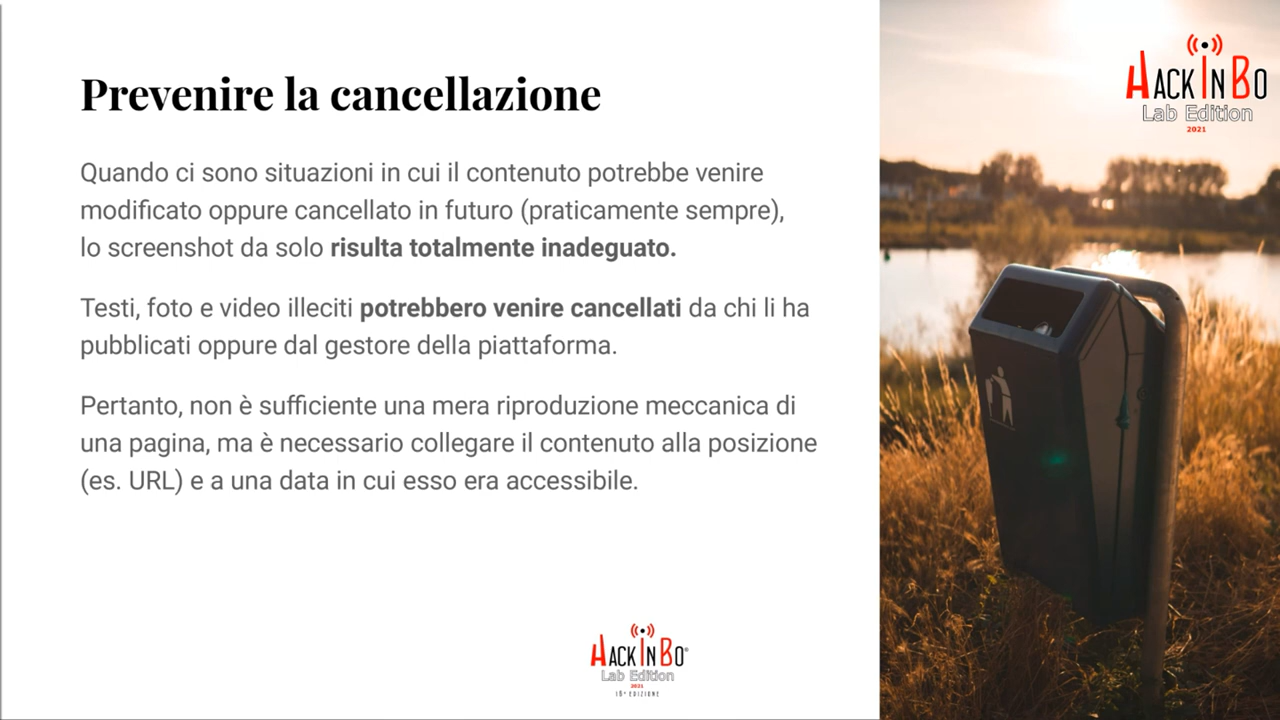 Prevenire la cancellazione
Quando ci sono situazioni in cui il contenuto potrebbe venire
modificato oppure cancellato in futuro (praticamente sempre),
lo screenshot da solo risulta totalmente inadeguato.
Testi, foto e video illeciti potrebbero venire cancellati da chi li ha
pubblicati oppure dal gestore della piattaforma.
Pertanto, non è sufficiente una mera riproduzione meccanica di
una pagina, ma è necessario collegare il contenuto alla posizione
(es. URL) e a una data in cui esso era accessibile.
HACK IN BO
Lab Edition
2021
HACK IN BO®
Lab Edition
2021
16ª EDIZIONE